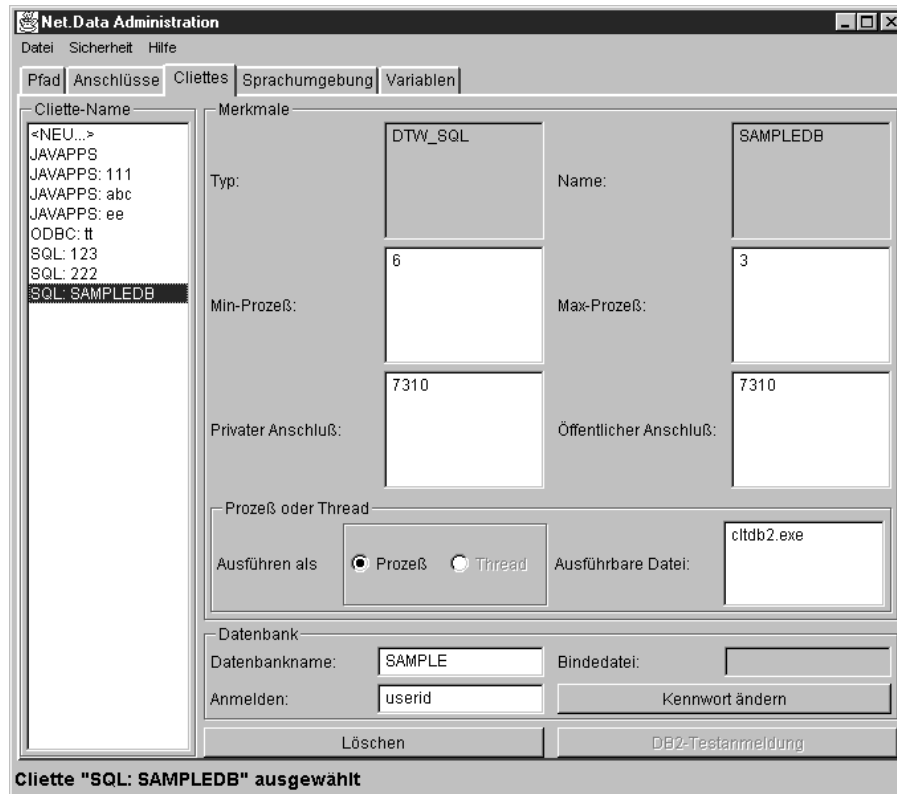 Net.Data Administration
Datei Sicherheit Hilfe
Pfad Anschlüsse Cliettes Sprachumgebung Variablen
Cliette-Name
<NEU...>
JAVAPPS
JAVAPPS: 111
JAVAPPS: abc
JAVAPPS: ee
ODBC: tt
SQL: 123
SQL: 222
SQL: SAMPLEDB
Merkmale
Typ: DTW_SQL Name: SAMPLEDB
Min-Prozeß: 6 Max-Prozeß: 3
Privater Anschluß: 7310 Öffentlicher Anschluß: 7310
Prozeß oder Thread
Ausführen als Prozeß Thread Ausführbare Datei: cltdb2.exe
Datenbank
Datenbankname: SAMPLE Bindedatei:
Anmelden: userid Kennwort ändern
Löschen DB2-Testanmeldung
Cliette "SQL: SAMPLEDB" ausgewählt